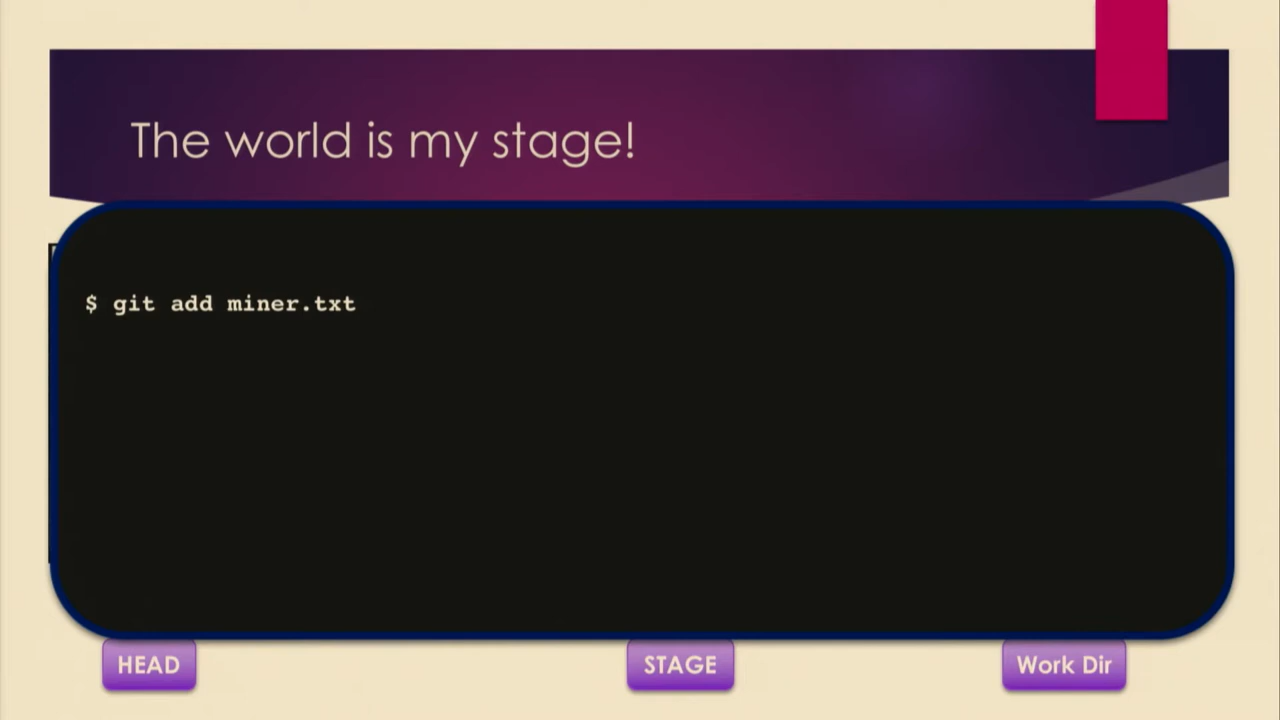 The world is my stage!
$ git add miner.txt
HEAD
STAGE
Work Dir